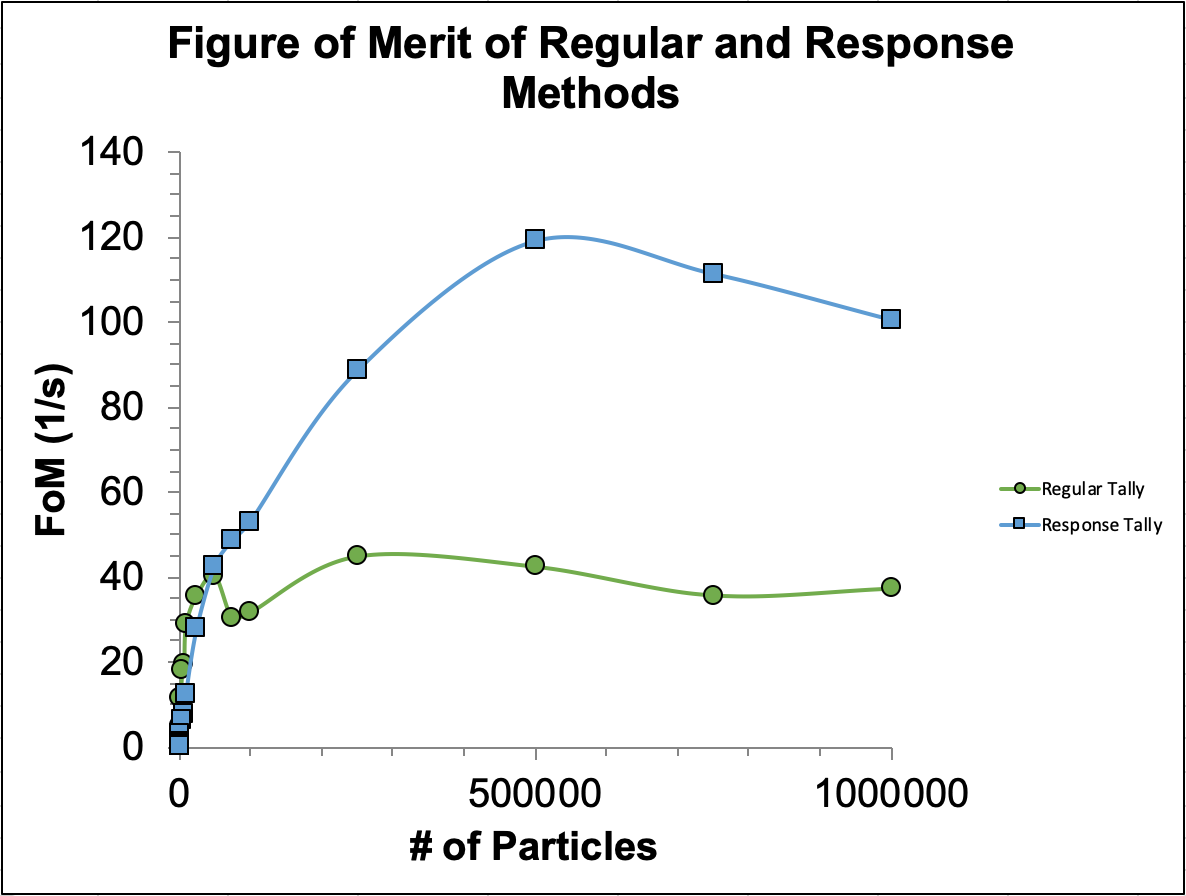 Figure of Merit of Regular and Response
Methods
140
120
100
80
60
40
20
0
FoM (1/s)
0 500000 1000000
# of Particles
Regular Tally
Response Tally